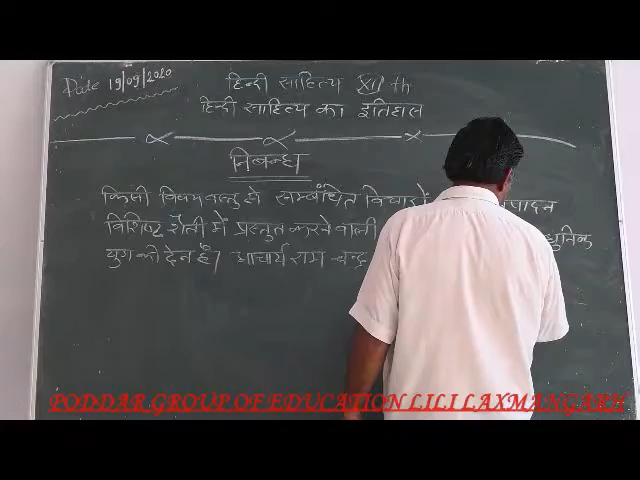 Date 19/09/2020
हिन्दी साहित्य XII th
हिन्दी साहित्य का इतिहास
निबन्ध
किसी विषयवस्तु से सम्बंधित विचारों पादन
विशिष्ट शैली में प्रस्तुत करने वाली धुनिक
युग की देन है। आचार्य राम चन्द्र
PODDAR GROUP OF EDUCATION LILI LAXMANGARH